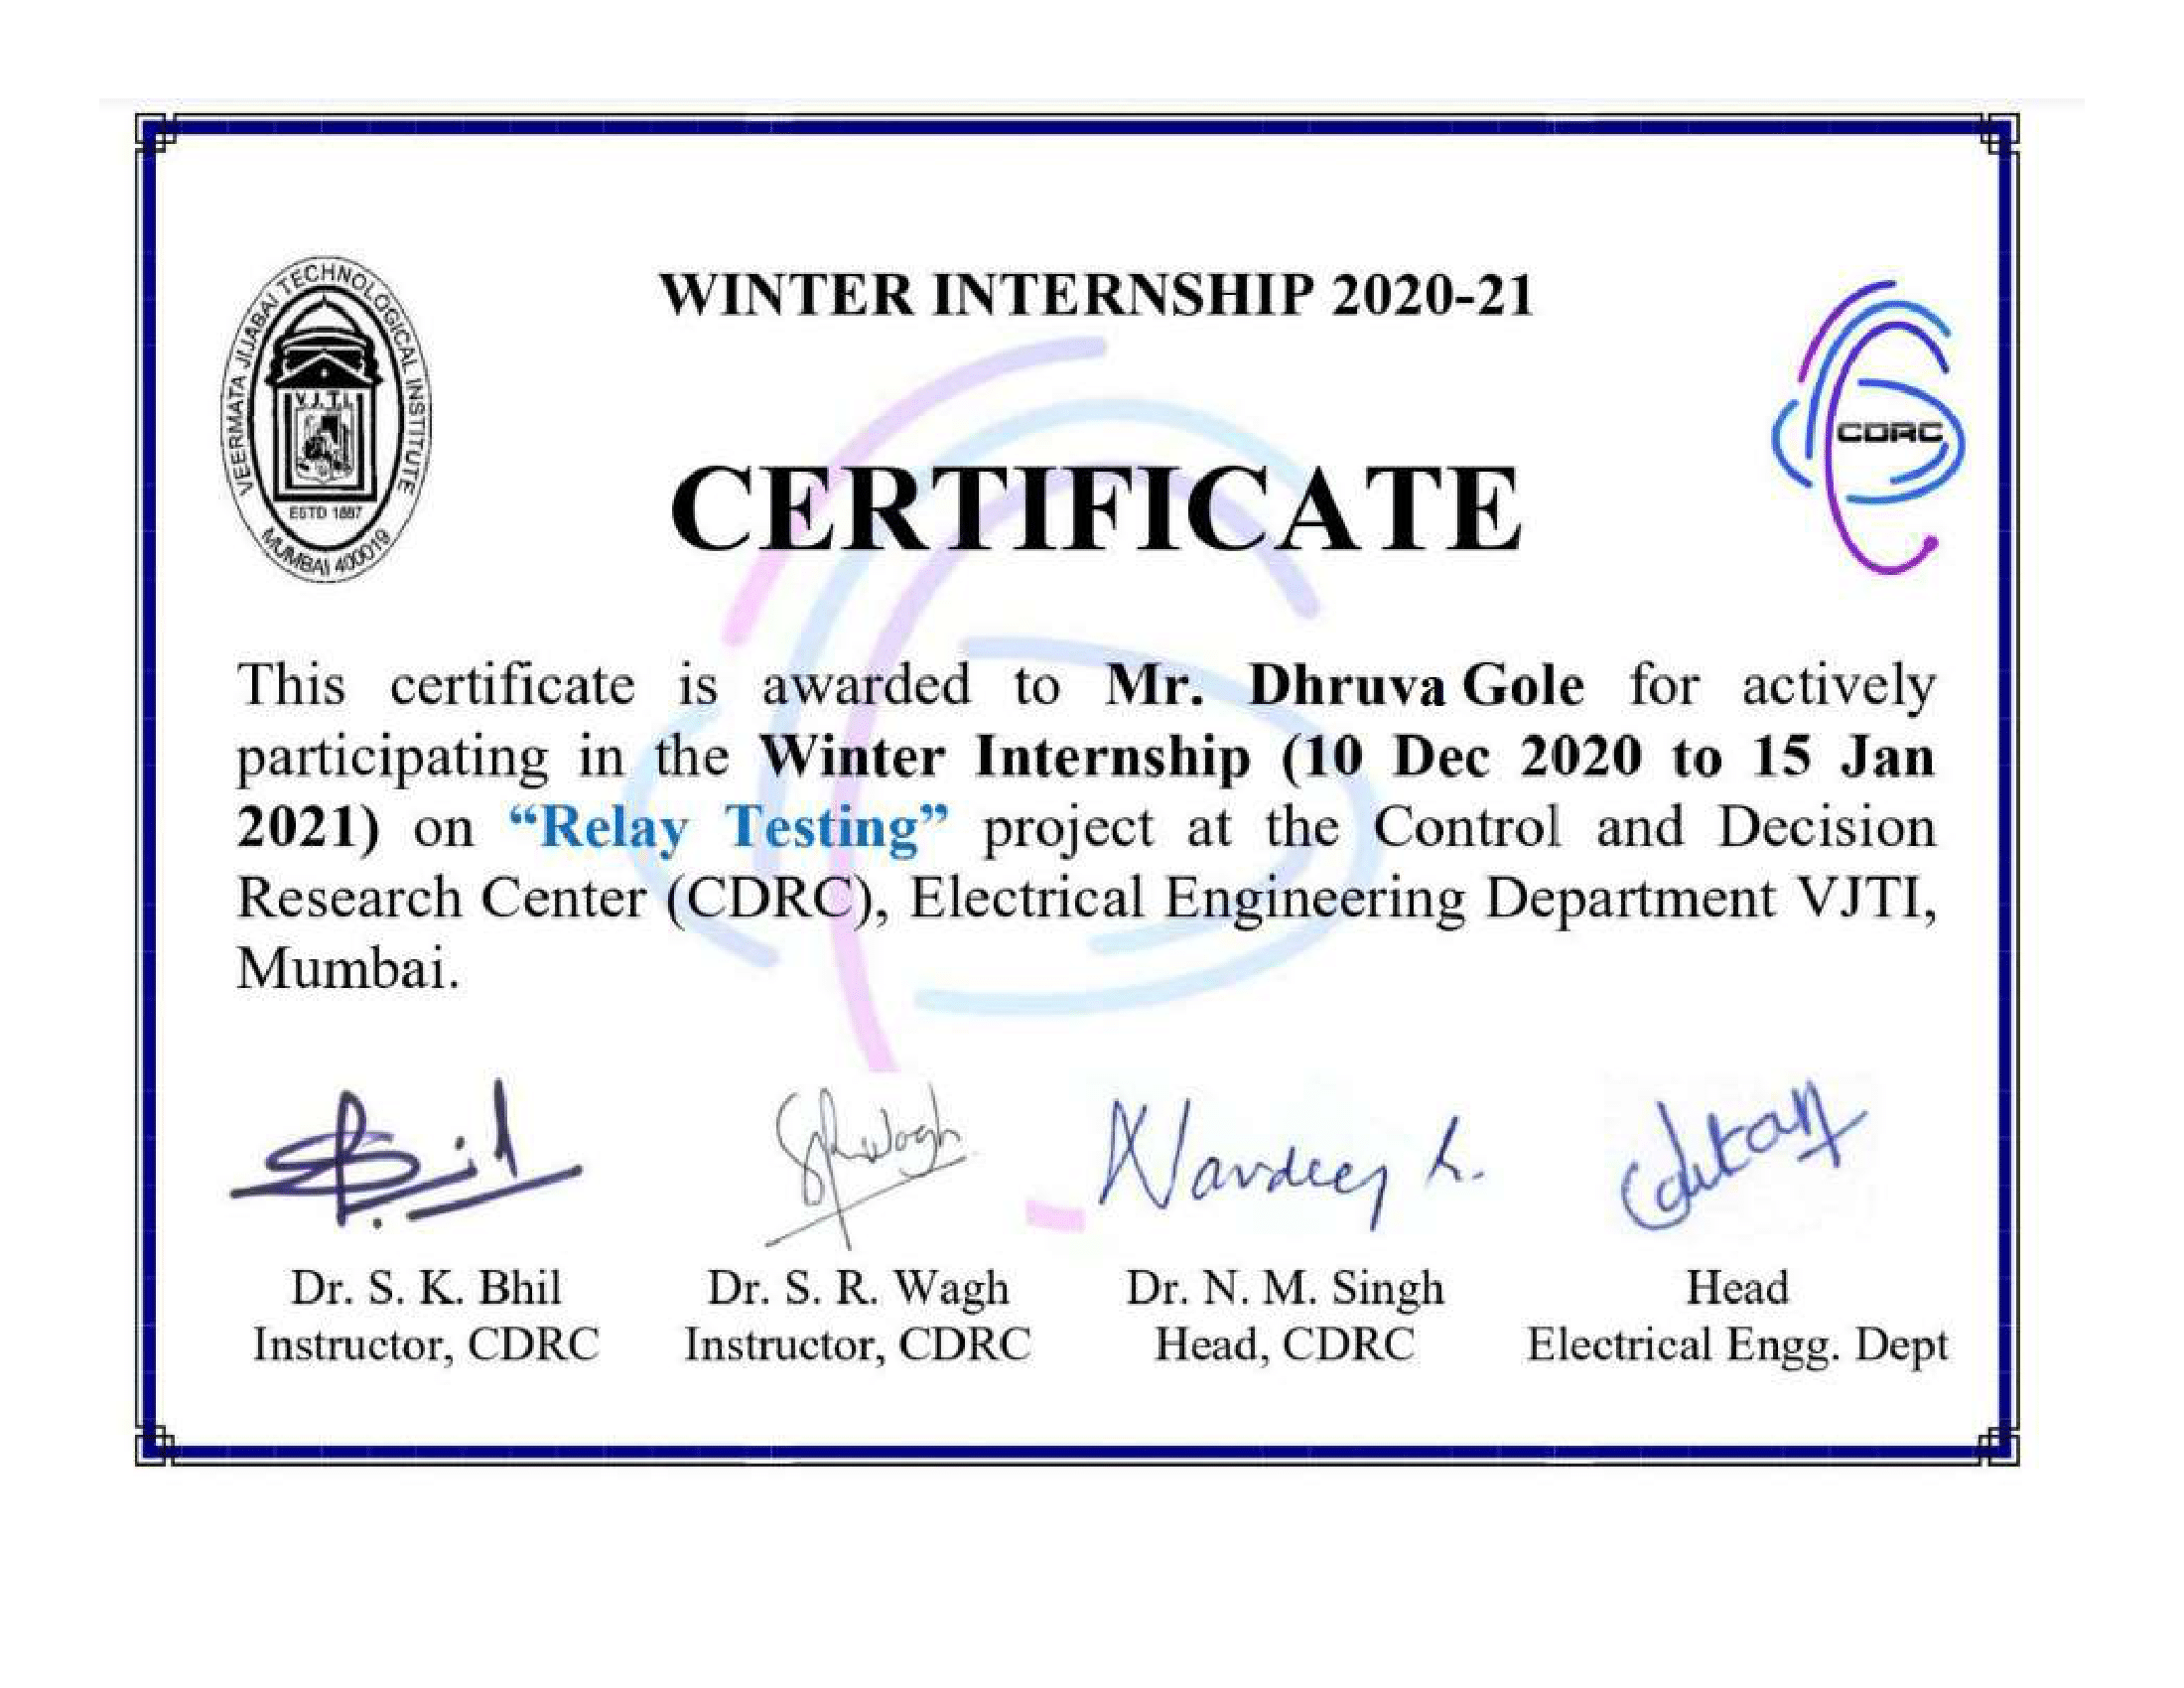 VEERMATA JIJABAI TECHNOLOGICAL INSTITUTE
V.J.T.I.
ESTD 1887
MUMBAI 400019
WINTER INTERNSHIP 2020-21
CDRC
CERTIFICATE
This certificate is awarded to Mr. Dhruva Gole for actively
participating in the Winter Internship (10 Dec 2020 to 15 Jan
2021) on “Relay Testing” project at the Control and Decision
Research Center (CDRC), Electrical Engineering Department VJTI,
Mumbai.
Dr. S. K. Bhil
Instructor, CDRC
Dr. S. R. Wagh
Instructor, CDRC
Dr. N. M. Singh
Head, CDRC
Head
Electrical Engg. Dept